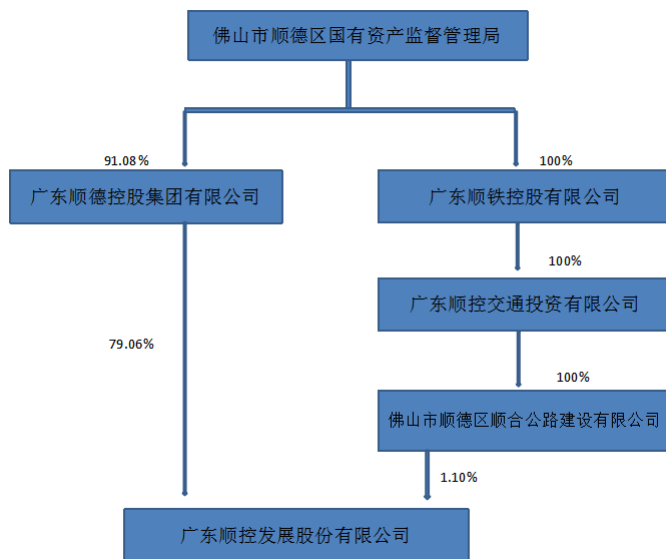 佛山市顺德区国有资产监督管理局
91.08%
100%
广东顺德控股集团有限公司
广东顺铁控股有限公司
100%
广东顺控交通投资有限公司
79.06%
100%
佛山市顺德区顺合公路建设有限公司
1.10%
广东顺控发展股份有限公司